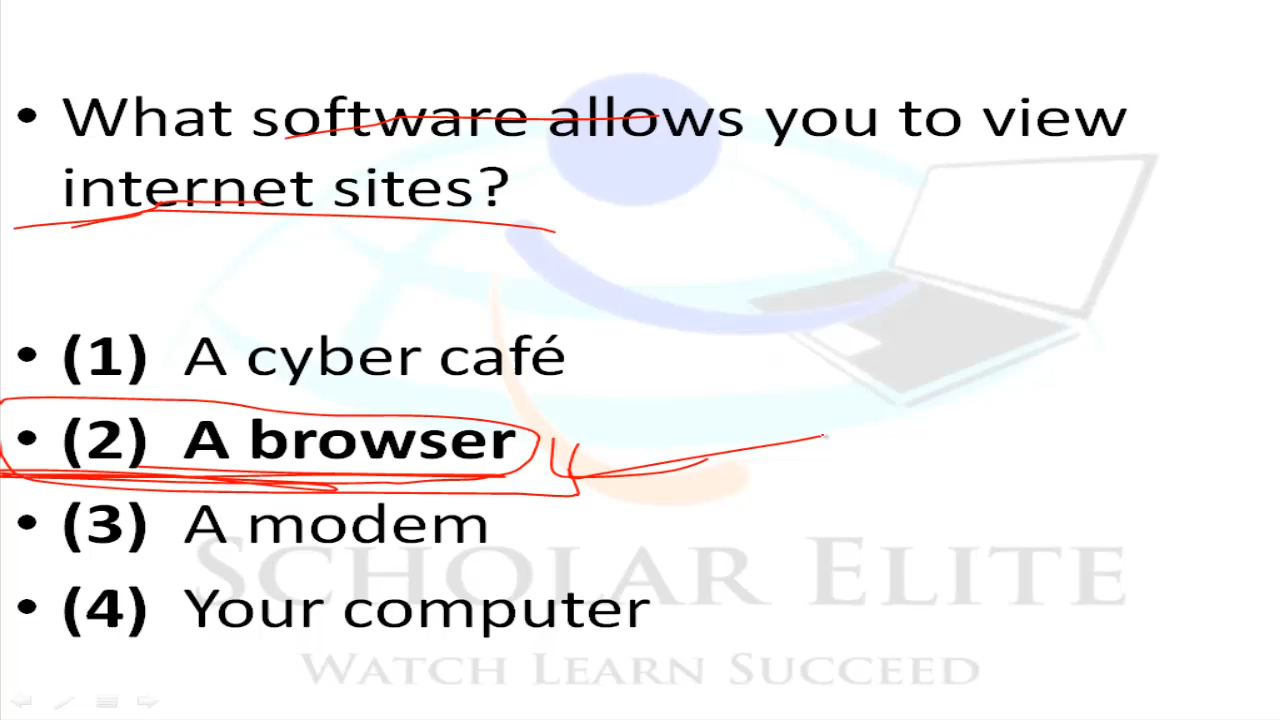 • What software allows you to view
internet sites?
• (1) A cyber café
• (2) A browser
• (3) A modem
• (4) Your computer
SCHOLAR ELITE
WATCH LEARN SUCCEED